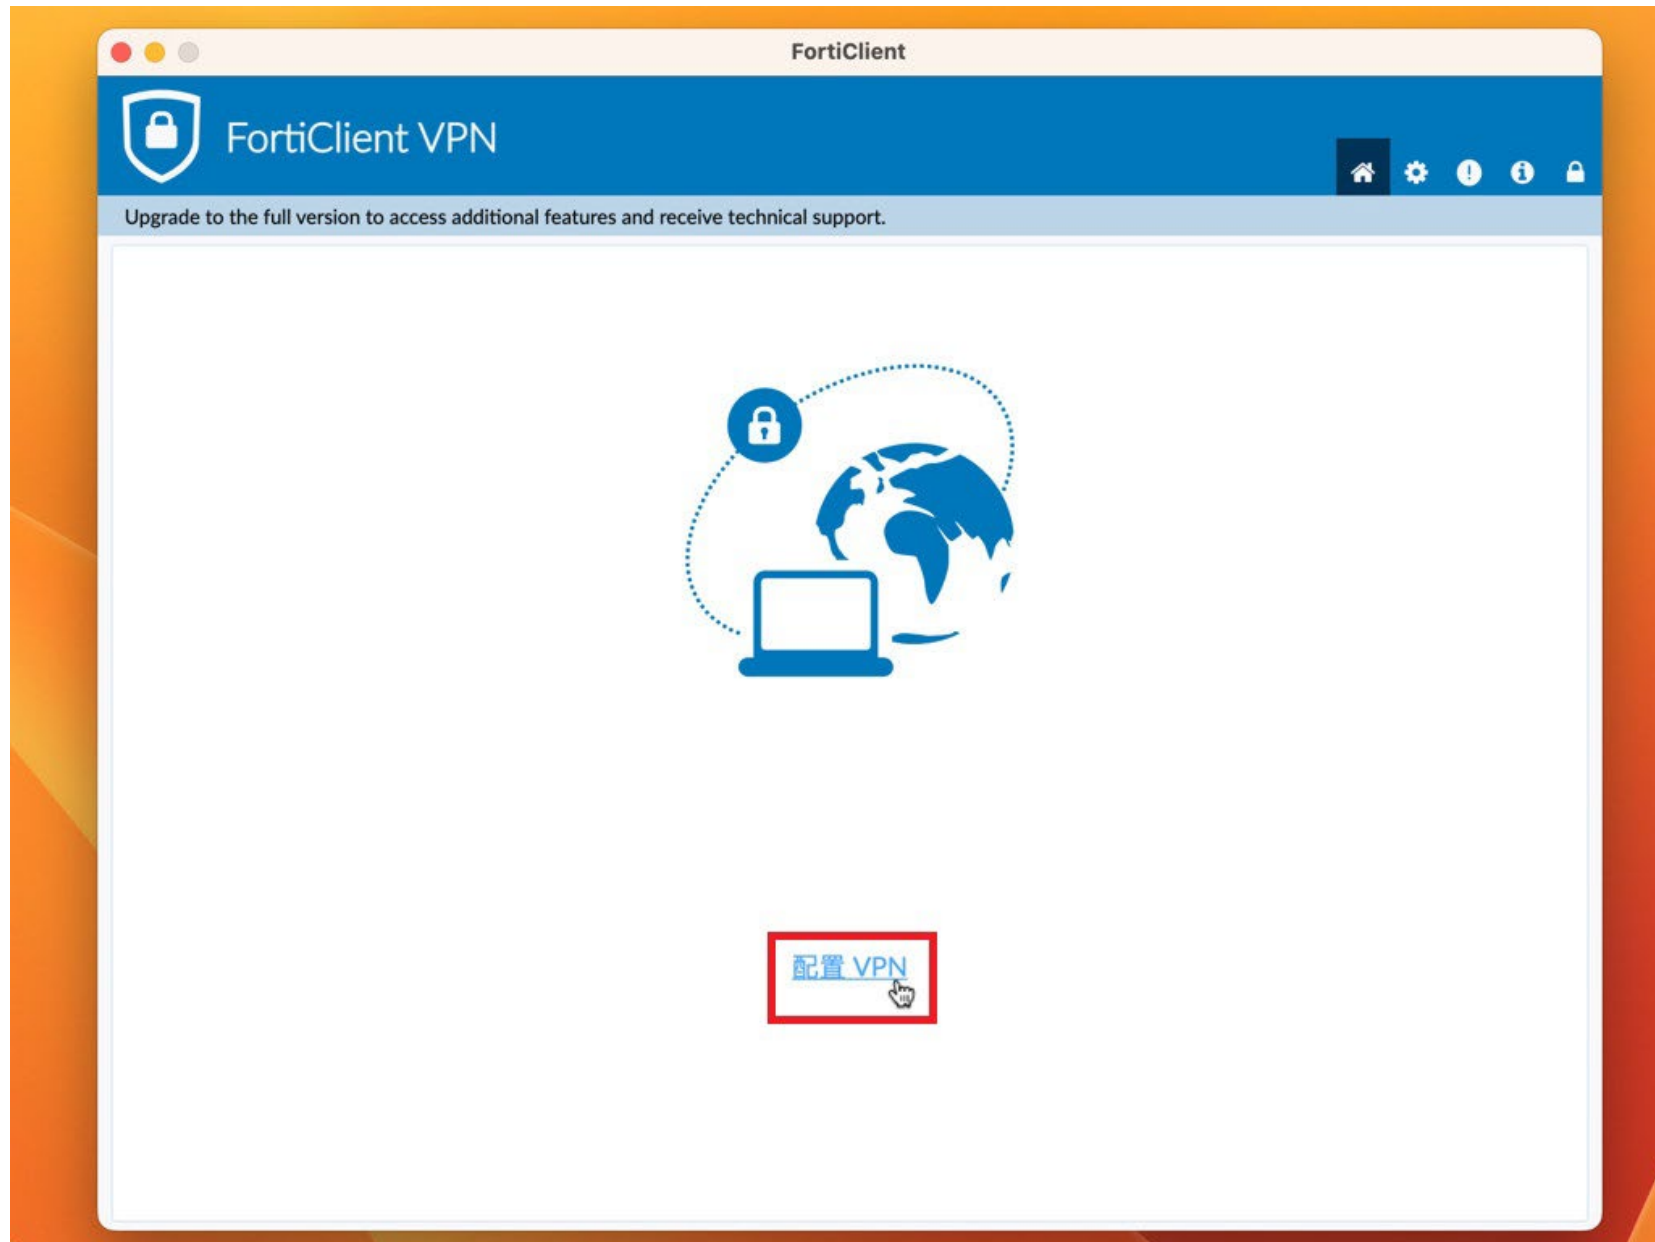 FortiClient
FortiClient VPN
Upgrade to the full version to access additional features and receive technical support.
配置 VPN